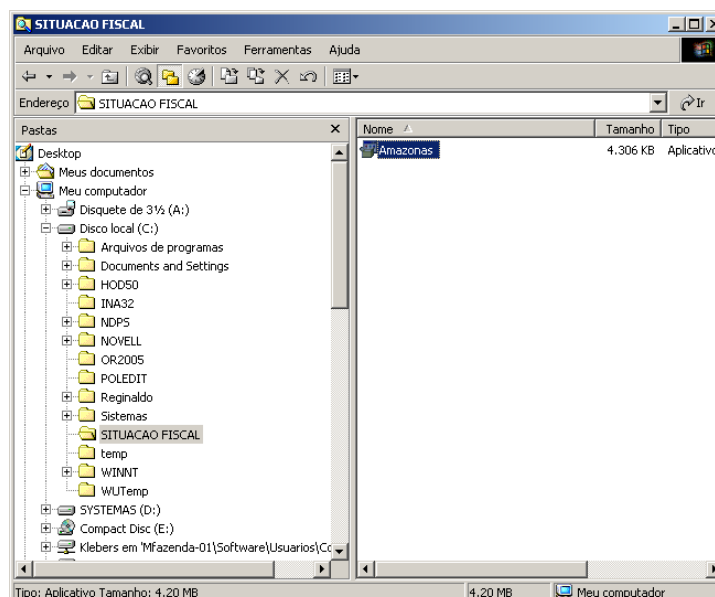 SITUACAO FISCAL
Arquivo Editar Exibir Favoritos Ferramentas Ajuda
Endereço SITUACAO FISCAL Ir
Pastas
Nome Tamanho Tipo
Desktop
Meus documentos
Meu computador
Disquete de 3½ (A:)
Disco local (C:)
Arquivos de programas
Documents and Settings
HOD50
INA32
NDPS
NOVELL
OR2005
POLEDIT
Reginaldo
Sistemas
SITUACAO FISCAL
temp
WINNT
WUTemp
SYSTEMAS (D:)
Compact Disc (E:)
Klebers em 'Mfazenda-01\Software\Usuarios\Co
Amazonas 4.306 KB Aplicativo
Tipo: Aplicativo Tamanho: 4.20 MB 4.20 MB Meu computador